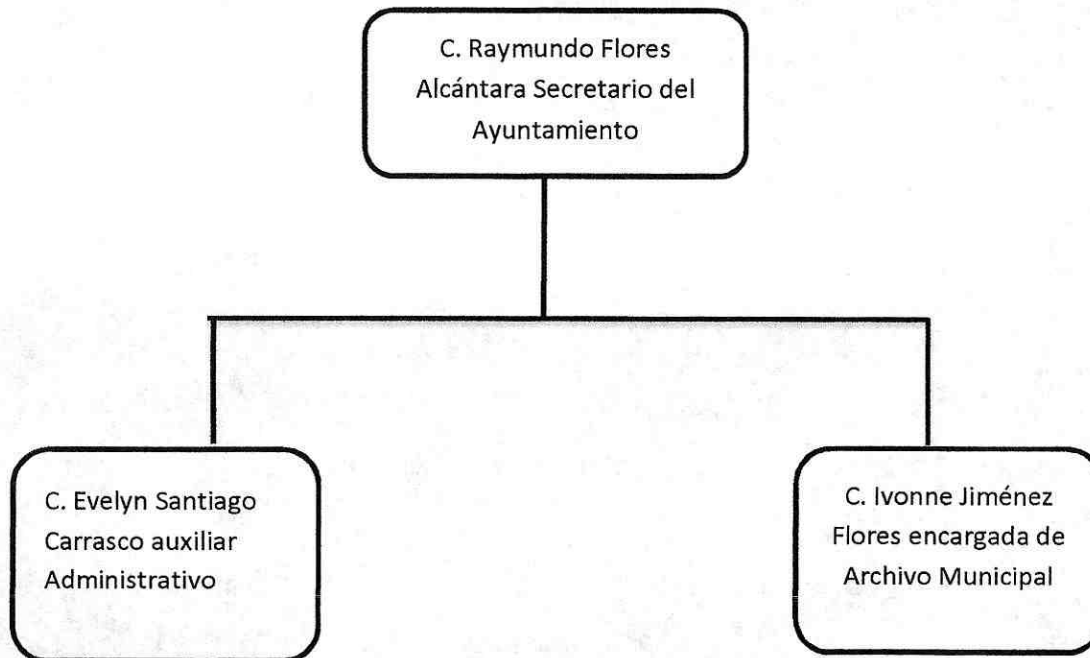 C. Raymundo Flores
Alcántara Secretario del
Ayuntamiento
C. Evelyn Santiago
Carrasco auxiliar
Administrativo
C. Ivonne Jiménez
Flores encargada de
Archivo Municipal